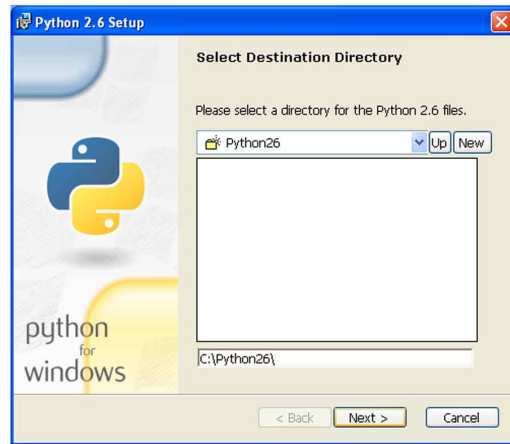 Python 2.6 Setup
Select Destination Directory
Please select a directory for the Python 2.6 files.
Python26
Up New
C:\Python26\
python
for
windows
< Back Next > Cancel